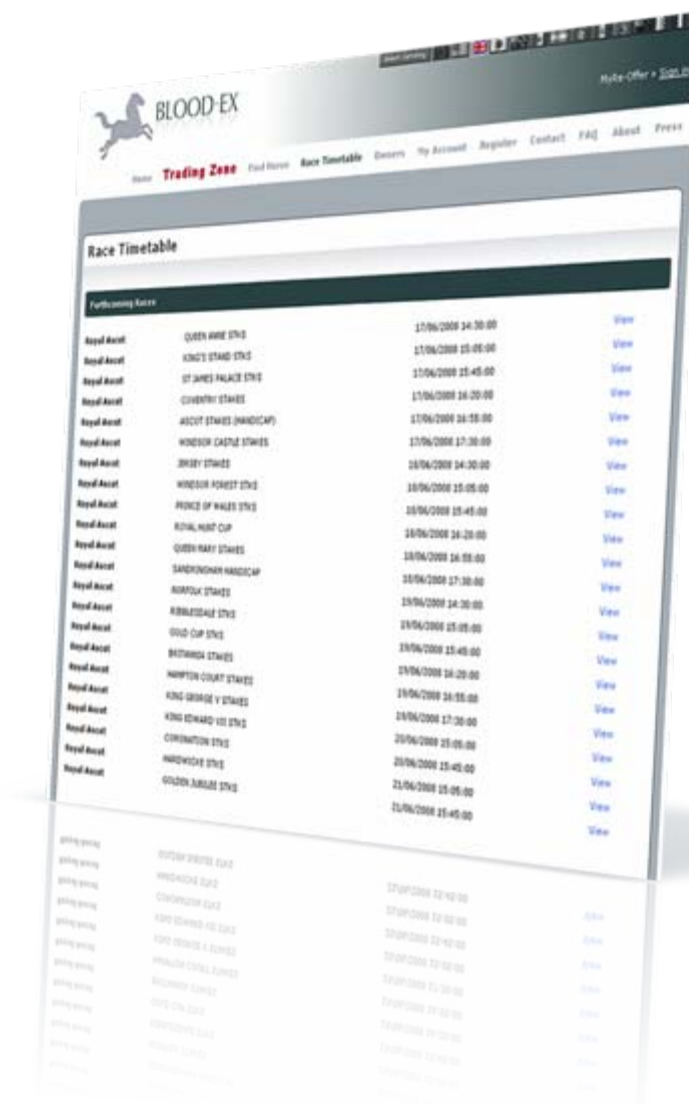 BLOOD-EX
MyRe-Offer » Sign in
Home Trading Zone Find Horse Race Timetable Owners My Account Register Contact FAQ About Press
Race Timetable
Forthcoming Races
Royal Ascot QUEEN ANNE STKS 17/06/2008 14:30:00 View
Royal Ascot KING'S STAND STKS 17/06/2008 15:05:00 View
Royal Ascot ST JAMES PALACE STKS 17/06/2008 15:45:00 View
Royal Ascot COVENTRY STAKES 17/06/2008 16:20:00 View
Royal Ascot ASCOT STAKES (HANDICAP) 17/06/2008 16:55:00 View
Royal Ascot WINDSOR CASTLE STAKES 17/06/2008 17:30:00 View
Royal Ascot JERSEY STAKES 18/06/2008 14:30:00 View
Royal Ascot WINDSOR FOREST STKS 18/06/2008 15:05:00 View
Royal Ascot PRINCE OF WALES STKS 18/06/2008 15:45:00 View
Royal Ascot ROYAL HUNT CUP 18/06/2008 16:20:00 View
Royal Ascot QUEEN MARY STAKES 18/06/2008 16:55:00 View
Royal Ascot SANDRINGHAM HANDICAP 18/06/2008 17:30:00 View
Royal Ascot NORFOLK STAKES 19/06/2008 14:30:00 View
Royal Ascot RIBBLESDALE STKS 19/06/2008 15:05:00 View
Royal Ascot GOLD CUP STKS 19/06/2008 15:45:00 View
Royal Ascot BRITANNIA STAKES 19/06/2008 16:20:00 View
Royal Ascot HAMPTON COURT STAKES 19/06/2008 16:55:00 View
Royal Ascot KING GEORGE V STAKES 19/06/2008 17:30:00 View
Royal Ascot KING EDWARD VII STKS 20/06/2008 15:05:00 View
Royal Ascot CORONATION STKS 20/06/2008 15:45:00 View
Royal Ascot HARDWICKE STKS 21/06/2008 15:05:00 View
Royal Ascot GOLDEN JUBILEE STKS 21/06/2008 15:45:00 View